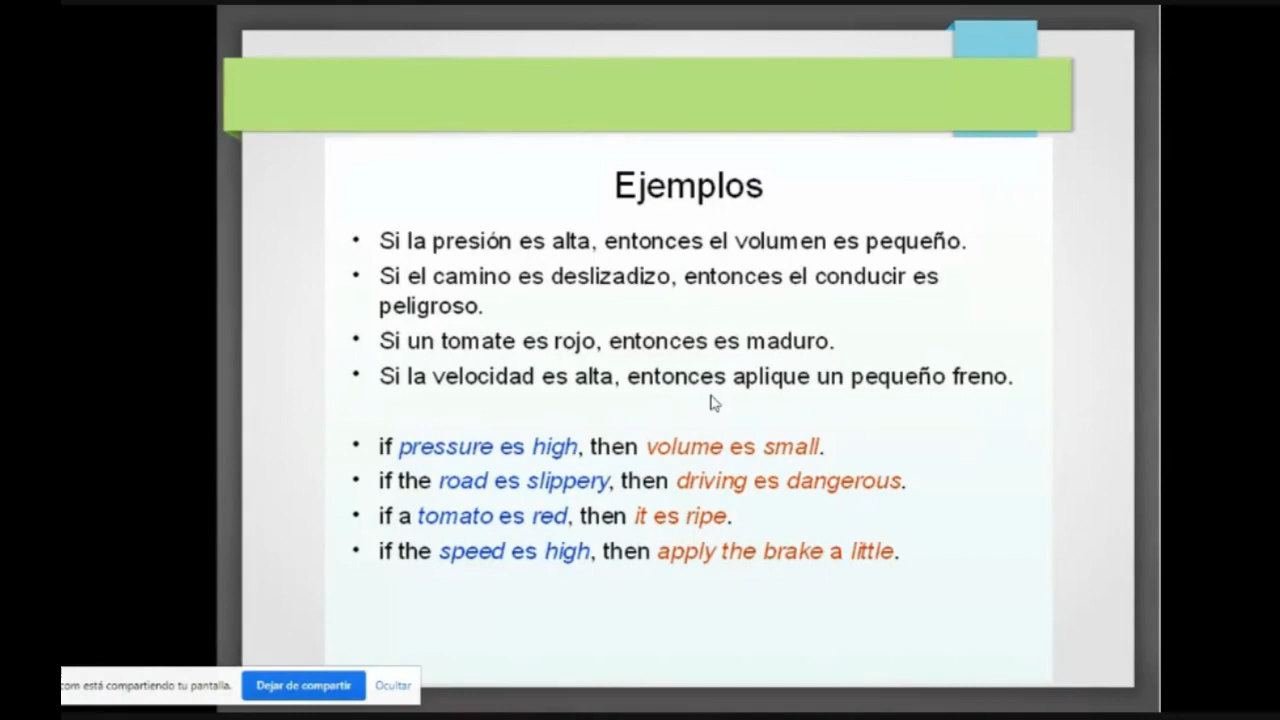 Ejemplos
• Si la presión es alta, entonces el volumen es pequeño.
• Si el camino es deslizadizo, entonces el conducir es
peligroso.
• Si un tomate es rojo, entonces es maduro.
• Si la velocidad es alta, entonces aplique un pequeño freno.
• if pressure es high, then volume es small.
• if the road es slippery, then driving es dangerous.
• if a tomato es red, then it es ripe.
• if the speed es high, then apply the brake a little.
com está compartiendo tu pantalla. Dejar de compartir Ocultar